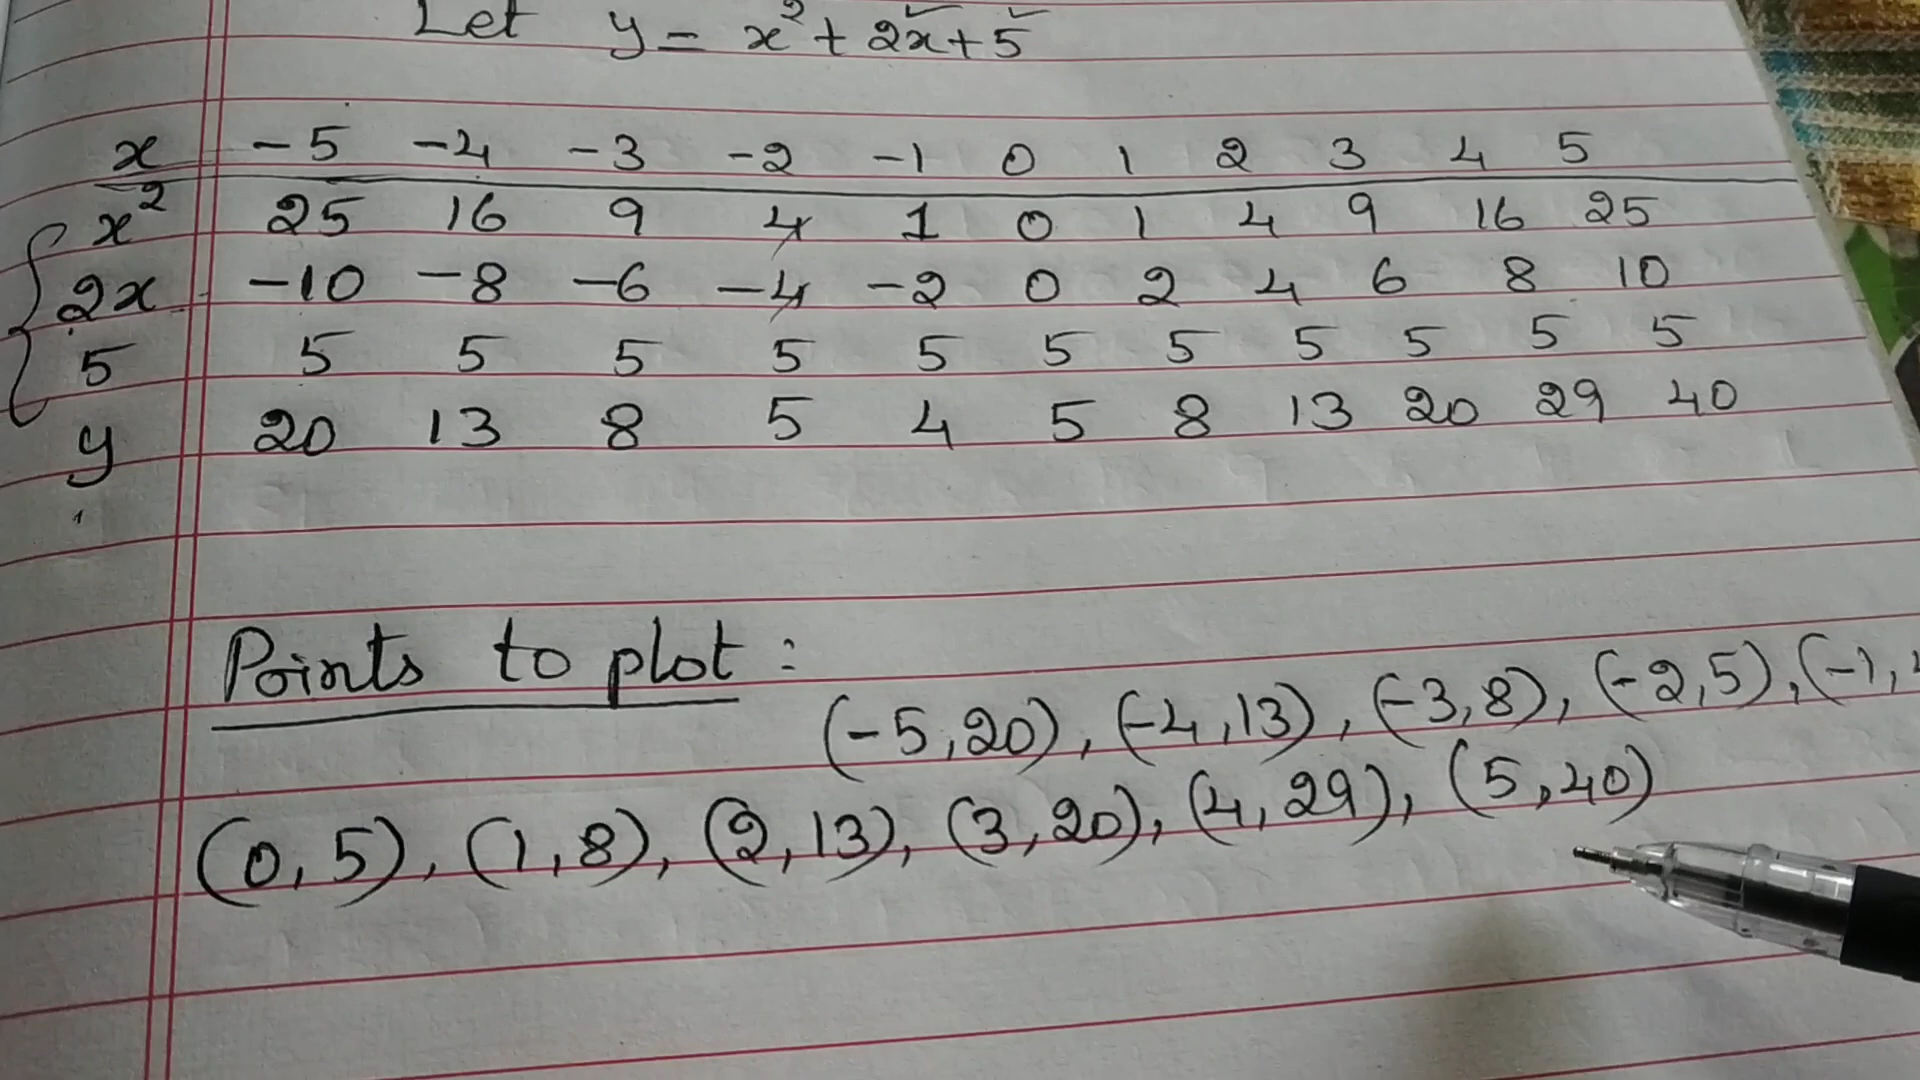 Let y = x² + 2x + 5
x -5 -4 -3 -2 -1 0 1 2 3 4 5
x² 25 16 9 4 1 0 1 4 9 16 25
2x -10 -8 -6 -4 -2 0 2 4 6 8 10
5 5 5 5 5 5 5 5 5 5 5 5
y 20 13 8 5 4 5 8 13 20 29 40
Points to plot :
(-5,20), (-4,13), (-3,8), (-2,5), (-1,
(0,5), (1,8), (2,13), (3,20), (4,29), (5,40)